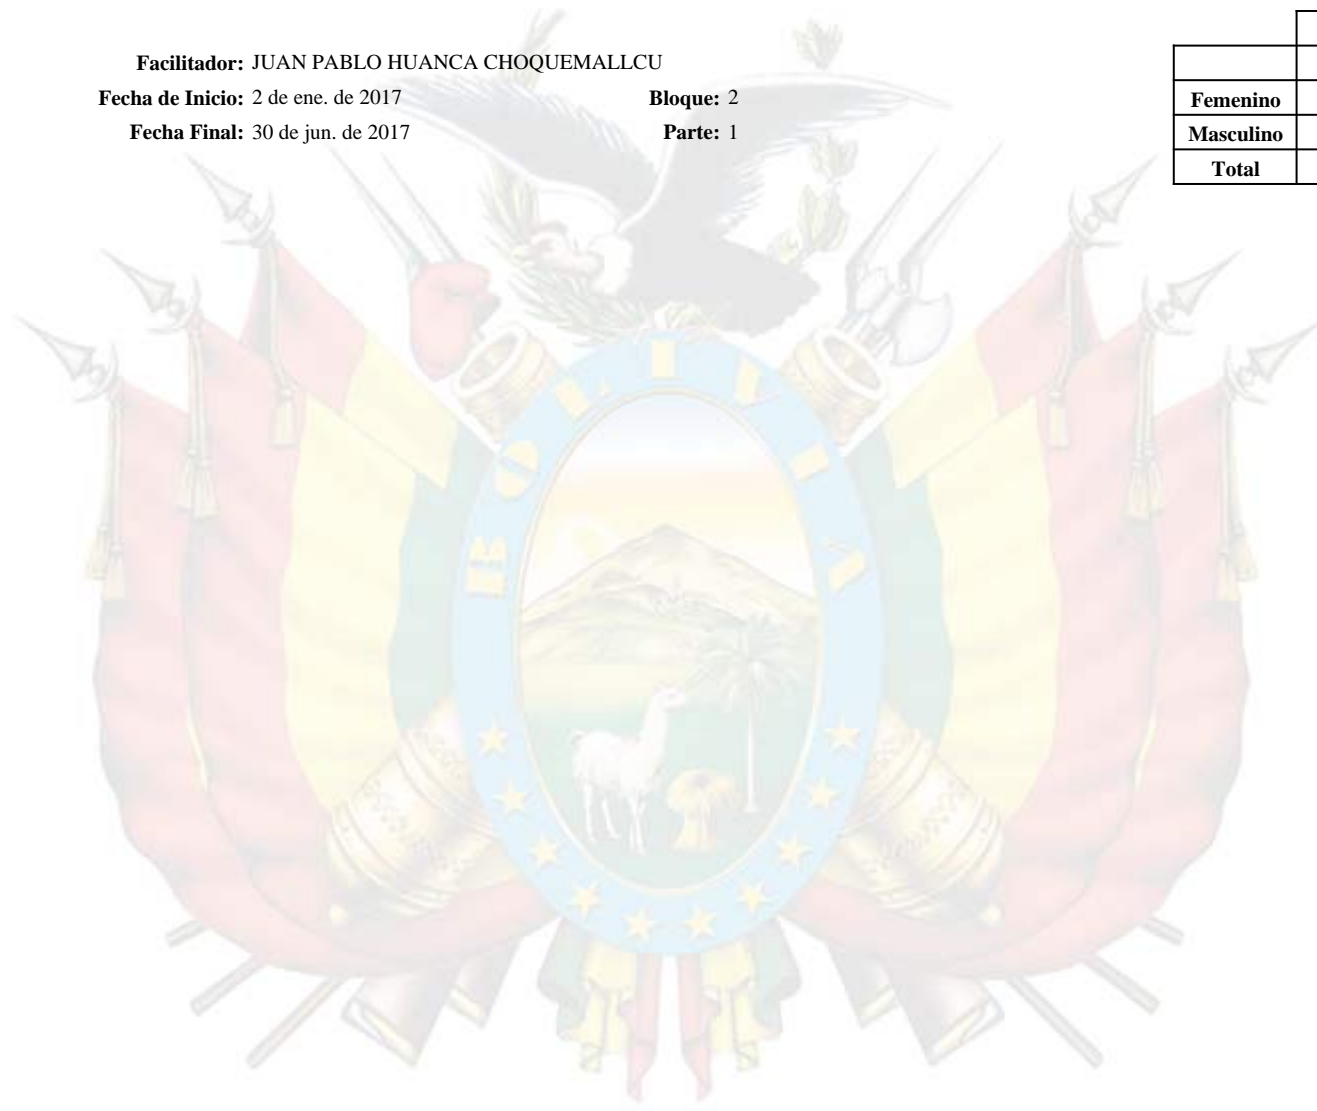 Facilitador: JUAN PABLO HUANCA CHOQUEMALLCU
Fecha de Inicio: 2 de ene. de 2017 Bloque: 2
Fecha Final: 30 de jun. de 2017 Parte: 1
Femenino
Masculino
Total
BOLIVIA